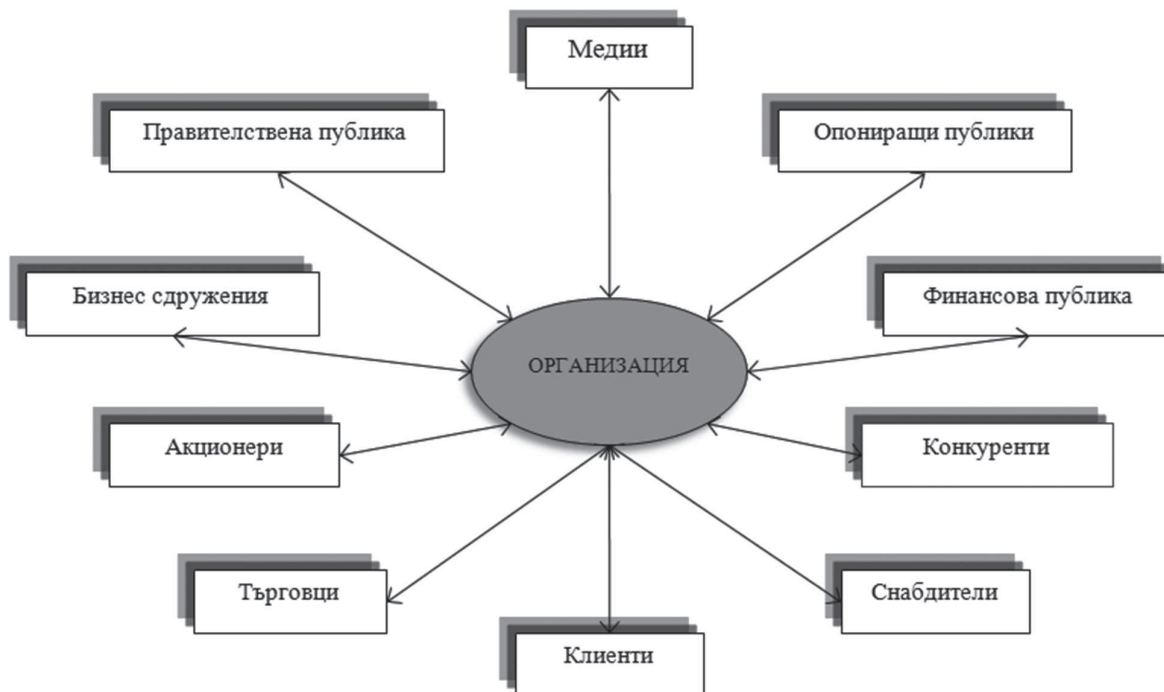 Медии
Правителствена публика
Опониращи публики
Бизнес сдружения
Финансова публика
ОРГАНИЗАЦИЯ
Акционери
Конкуренти
Търговци
Снабдители
Клиенти